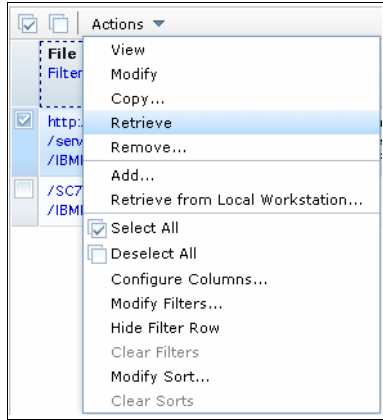 Actions
File
Filter
View
Modify
Copy...
Retrieve
Remove...
Add...
Retrieve from Local Workstation...
Select All
Deselect All
Configure Columns...
Modify Filters...
Hide Filter Row
Clear Filters
Modify Sort...
Clear Sorts
http:
/serv
/IBM
/SC7
/IBM